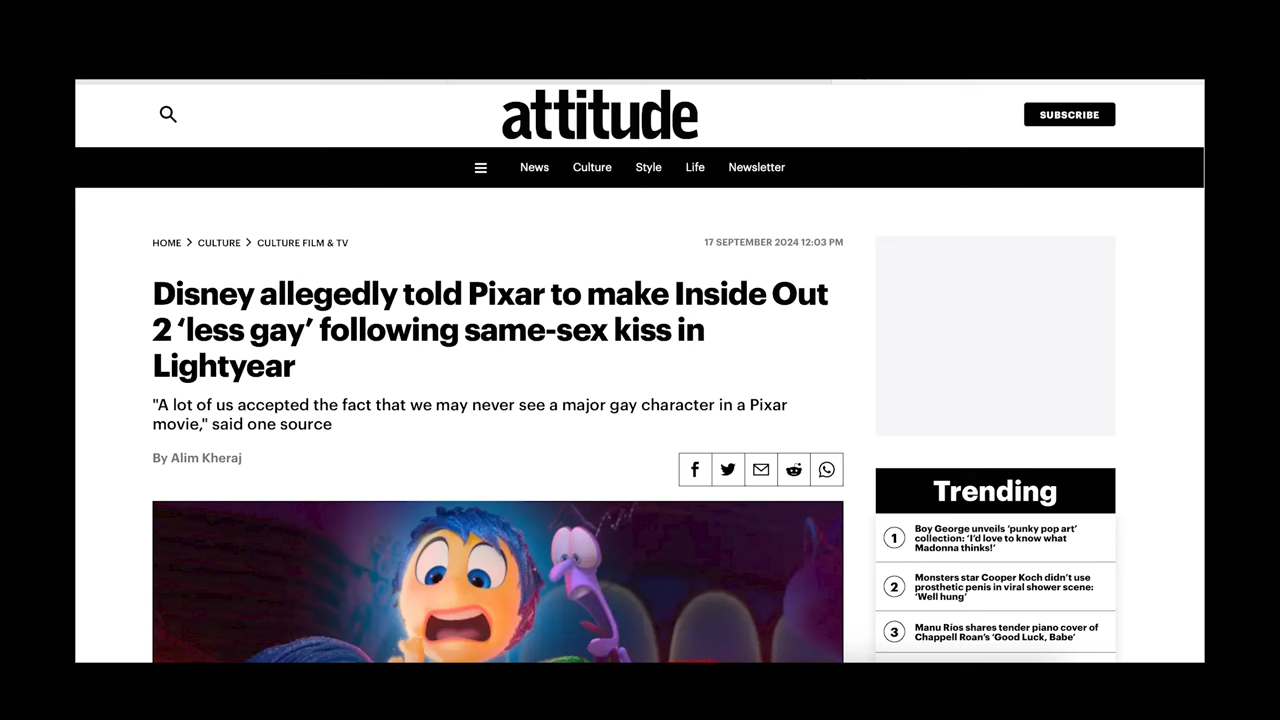 attitude
SUBSCRIBE
News Culture Style Life Newsletter
HOME > CULTURE > CULTURE FILM & TV
17 SEPTEMBER 2024 12:03 PM
Disney allegedly told Pixar to make Inside Out
2 ‘less gay’ following same-sex kiss in
Lightyear
"A lot of us accepted the fact that we may never see a major gay character in a Pixar
movie," said one source
By Alim Kheraj
Trending
1
Boy George unveils ‘punky pop art’
collection: ‘I’d love to know what
Madonna thinks!’
2
Monsters star Cooper Koch didn’t use
prosthetic penis in viral shower scene:
‘Well hung’
3
Manu Ríos shares tender piano cover of
Chappell Roan’s ‘Good Luck, Babe’